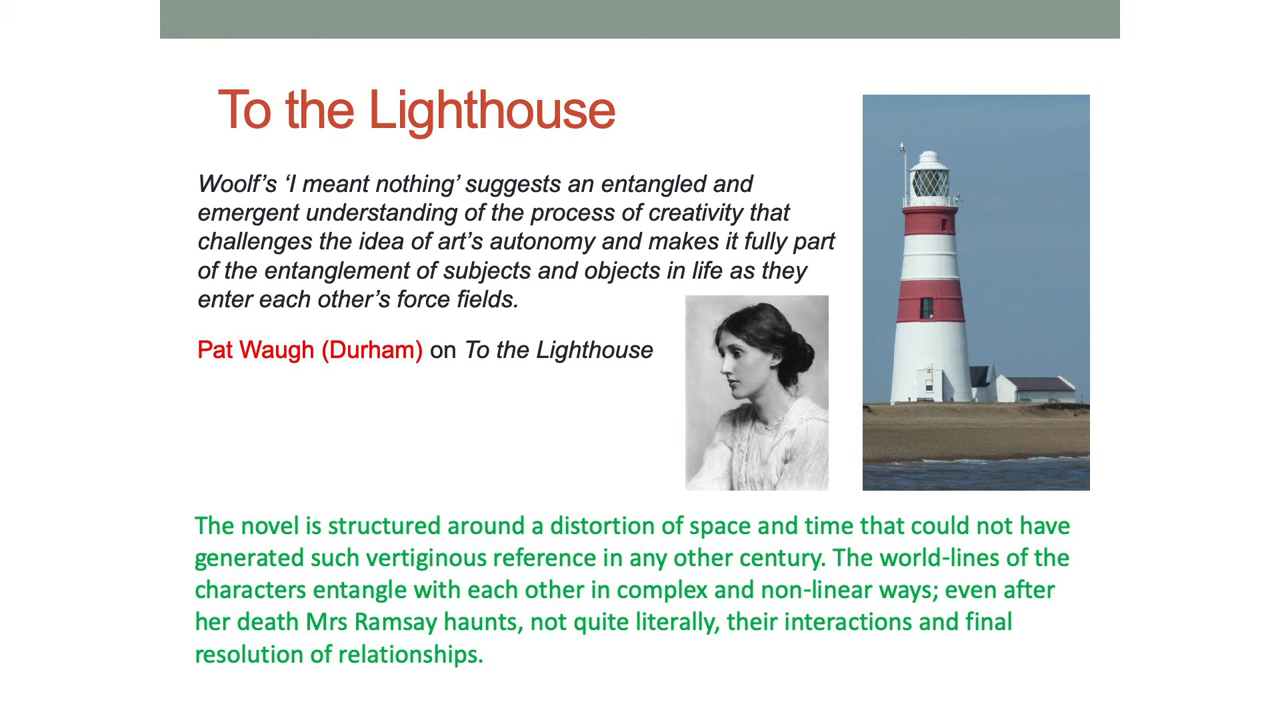 To the Lighthouse
Woolf’s ‘I meant nothing’ suggests an entangled and
emergent understanding of the process of creativity that
challenges the idea of art’s autonomy and makes it fully part
of the entanglement of subjects and objects in life as they
enter each other’s force fields.
Pat Waugh (Durham) on To the Lighthouse
The novel is structured around a distortion of space and time that could not have
generated such vertiginous reference in any other century. The world-lines of the
characters entangle with each other in complex and non-linear ways; even after
her death Mrs Ramsay haunts, not quite literally, their interactions and final
resolution of relationships.